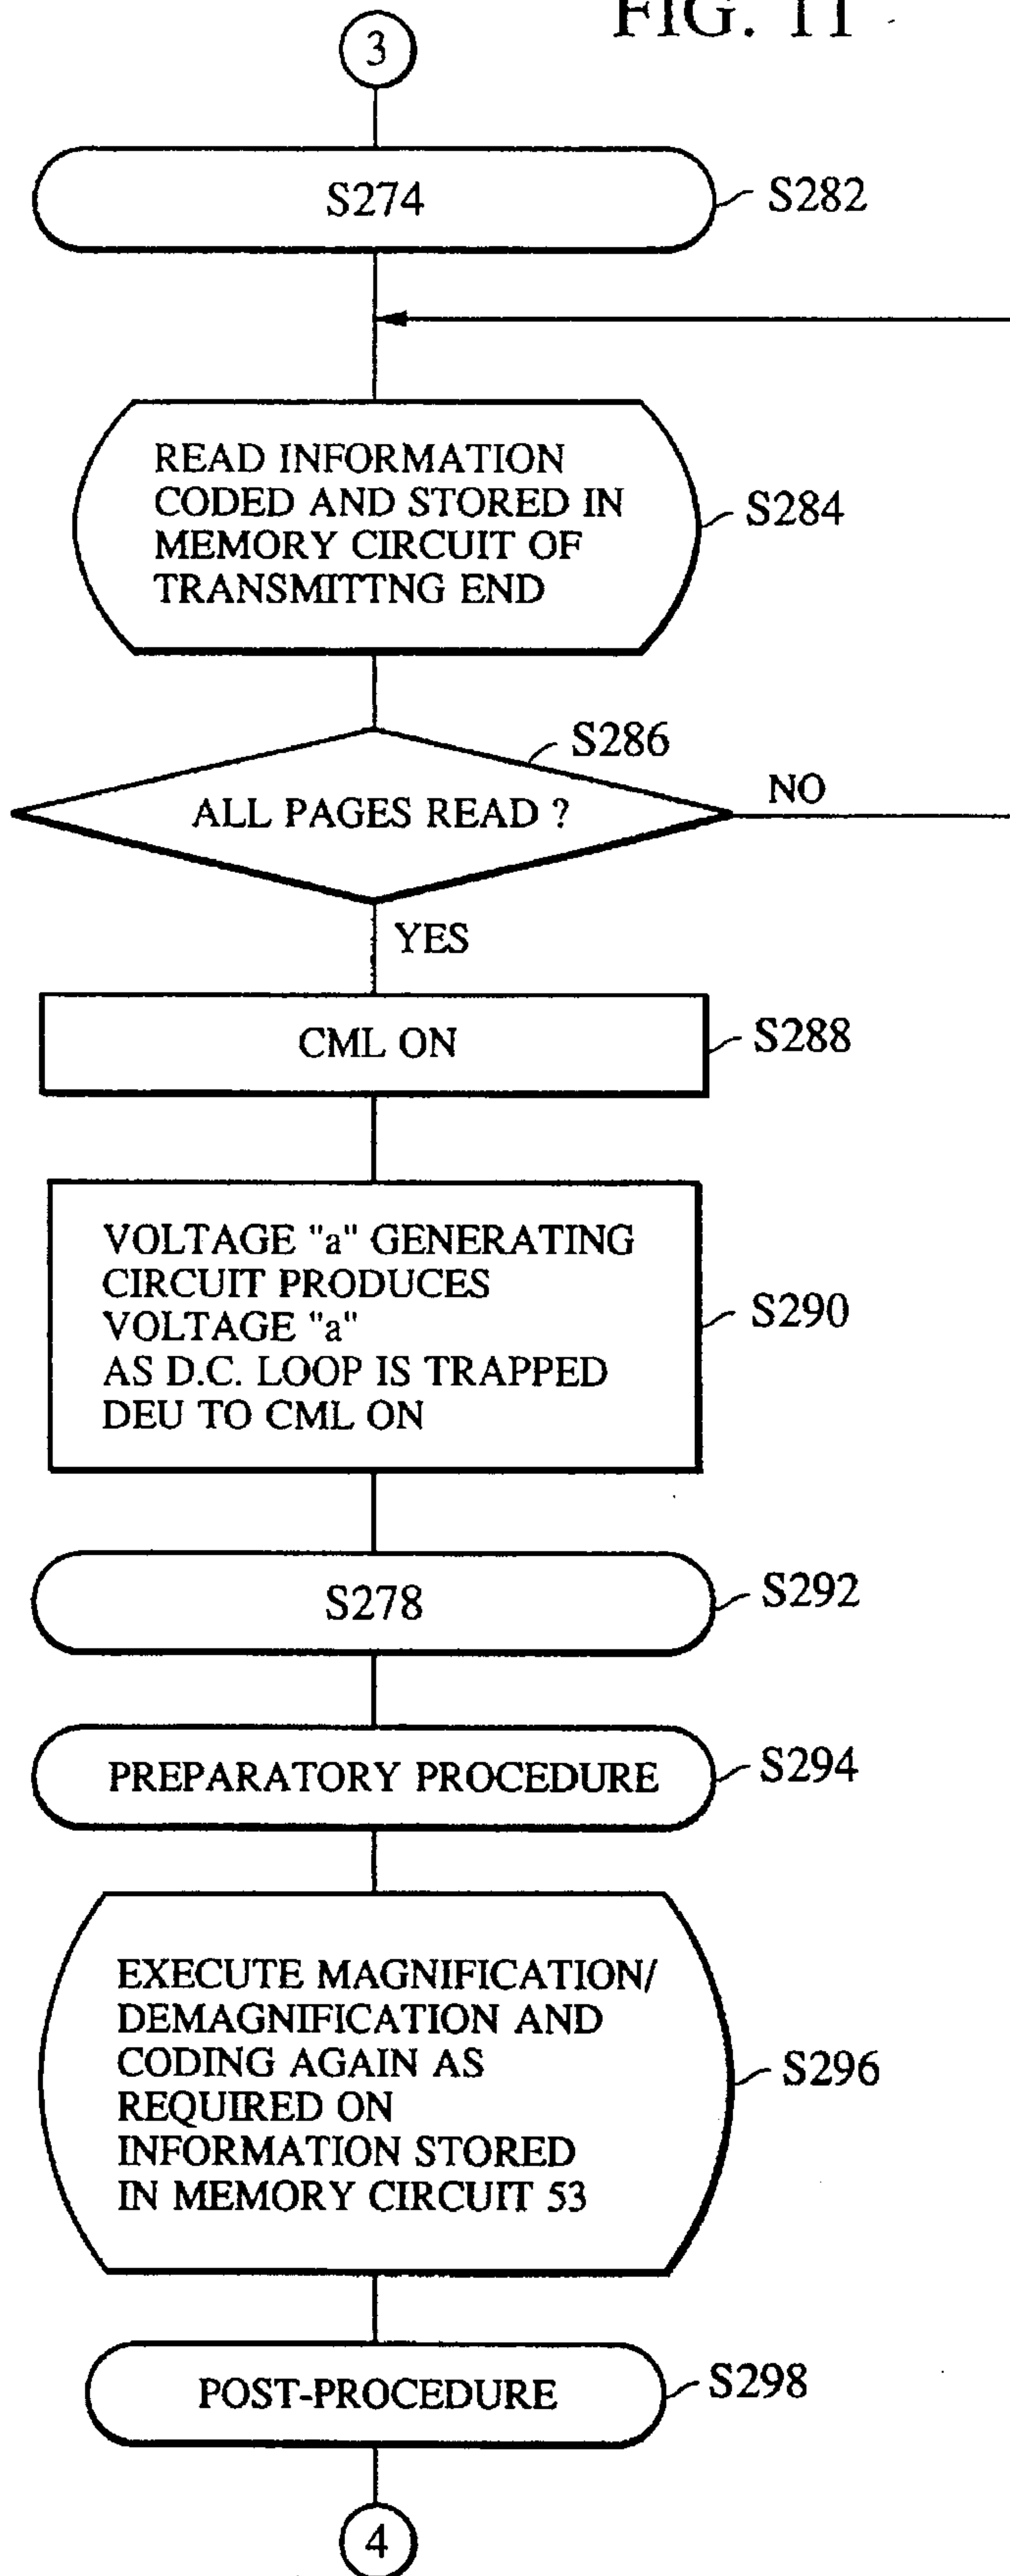 FIG. 11
3
S274
S282
READ INFORMATION
CODED AND STORED IN
MEMORY CIRCUIT OF
TRANSMITTNG END
S284
S286
ALL PAGES READ ?
NO
YES
CML ON
S288
VOLTAGE "a" GENERATING
CIRCUIT PRODUCES
VOLTAGE "a"
AS D.C. LOOP IS TRAPPED
DEU TO CML ON
S290
S278
S292
PREPARATORY PROCEDURE
S294
EXECUTE MAGNIFICATION/
DEMAGNIFICATION AND
CODING AGAIN AS
REQUIRED ON
INFORMATION STORED
IN MEMORY CIRCUIT 53
S296
POST-PROCEDURE
S298
4